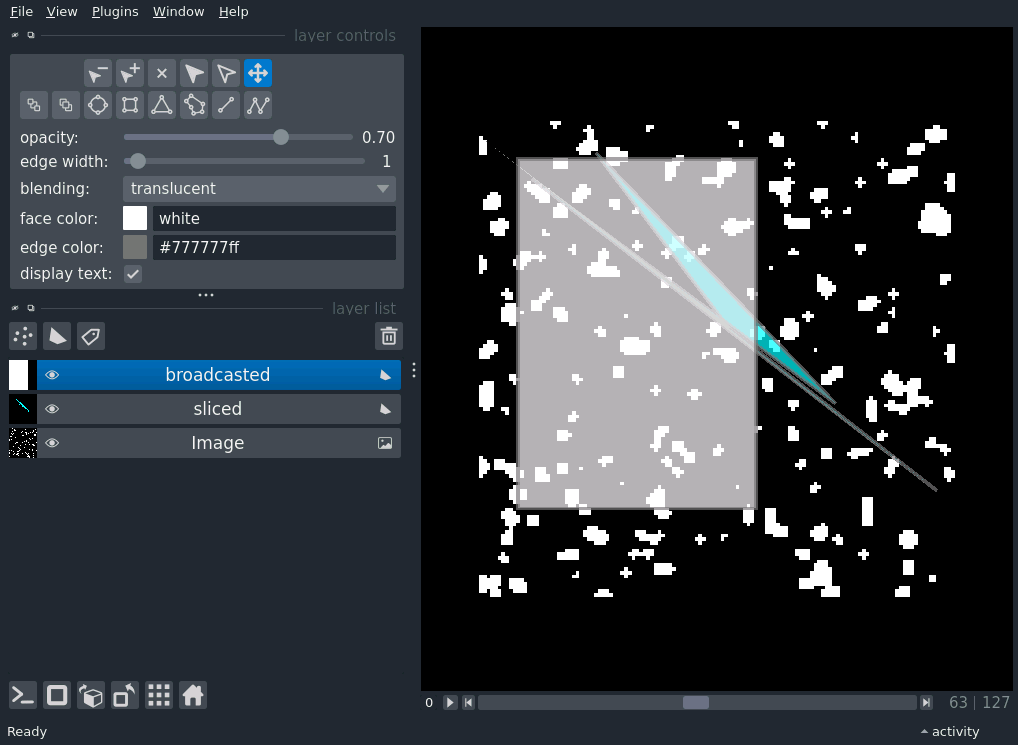 File View Plugins Window Help
layer controls
opacity: 0.70
edge width: 1
blending: translucent
face color: white
edge color: #777777ff
display text:
layer list
broadcasted
sliced
Image
0 63 | 127
Ready activity